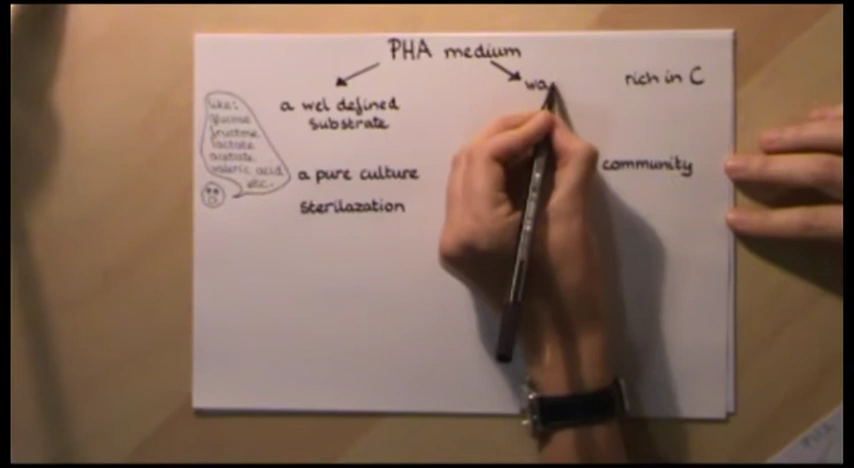 PHA medium
wa
rich in C
a wel defined
substrate
like:
glucose
fructose
lactate
acetate
valeric acid
etc.
a pure culture
community
sterilazation